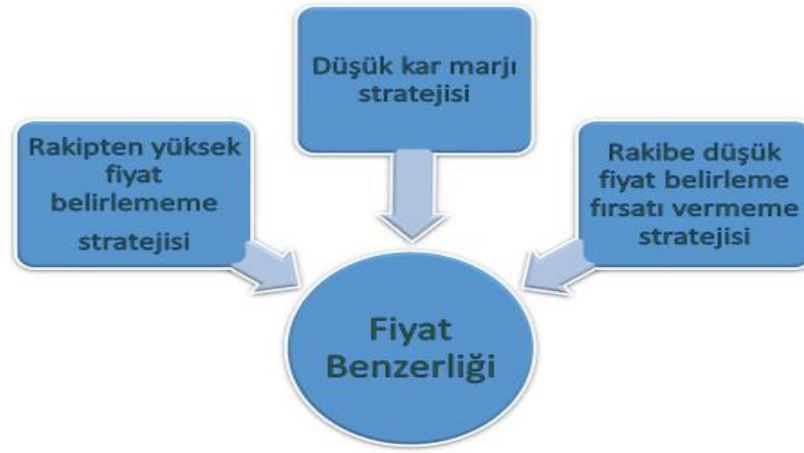 Düşük kar marjı
stratejisi
Rakipten yüksek
fiyat
belirlememe
stratejisi
Rakibe düşük
fiyat belirleme
fırsatı vermeme
stratejisi
Fiyat
Benzerliği